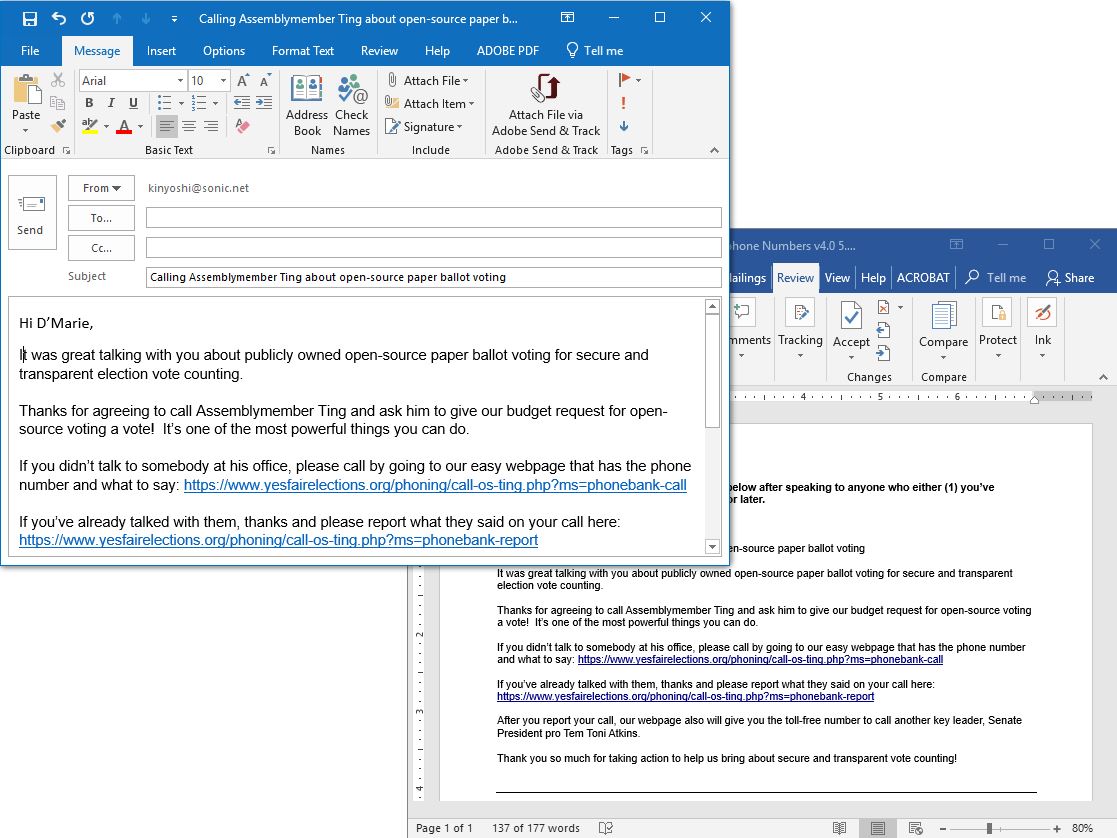 Calling Assemblymember Ting about open-source paper b...
File Message Insert Options Format Text Review Help ADOBE PDF Tell me
Arial 10
Paste
B I U
ab A
Address Book
Check Names
Attach File
Attach Item
Signature
Attach File via Adobe Send & Track
Clipboard Basic Text Names Include Adobe Send & Track Tags
Send
From kinyoshi@sonic.net
To...
Cc...
Subject Calling Assemblymember Ting about open-source paper ballot voting
Hi D’Marie,
It was great talking with you about publicly owned open-source paper ballot voting for secure and
transparent election vote counting.
Thanks for agreeing to call Assemblymember Ting and ask him to give our budget request for open-
source voting a vote!  It’s one of the most powerful things you can do.
If you didn’t talk to somebody at his office, please call by going to our easy webpage that has the phone
number and what to say: https://www.yesfairelections.org/phoning/call-os-ting.php?ms=phonebank-call
If you’ve already talked with them, thanks and please report what they said on your call here:
https://www.yesfairelections.org/phoning/call-os-ting.php?ms=phonebank-report
phone Numbers v4.0 5....
ailings Review View Help ACROBAT Tell me Share
mments Tracking Accept Compare Protect Ink
Changes Compare
4 5 6
elow after speaking to anyone who either (1) you’ve
or later.
en-source paper ballot voting
It was great talking with you about publicly owned open-source paper ballot voting for secure and transparent
election vote counting.
Thanks for agreeing to call Assemblymember Ting and ask him to give our budget request for open-source voting
a vote!  It’s one of the most powerful things you can do.
If you didn’t talk to somebody at his office, please call by going to our easy webpage that has the phone number
and what to say: https://www.yesfairelections.org/phoning/call-os-ting.php?ms=phonebank-call
If you’ve already talked with them, thanks and please report what they said on your call here:
https://www.yesfairelections.org/phoning/call-os-ting.php?ms=phonebank-report
After you report your call, our webpage also will give you the toll-free number to call another key leader, Senate
President pro Tem Toni Atkins.
Thank you so much for taking action to help us bring about secure and transparent vote counting!
2
3
4
Page 1 of 1 137 of 177 words 80%